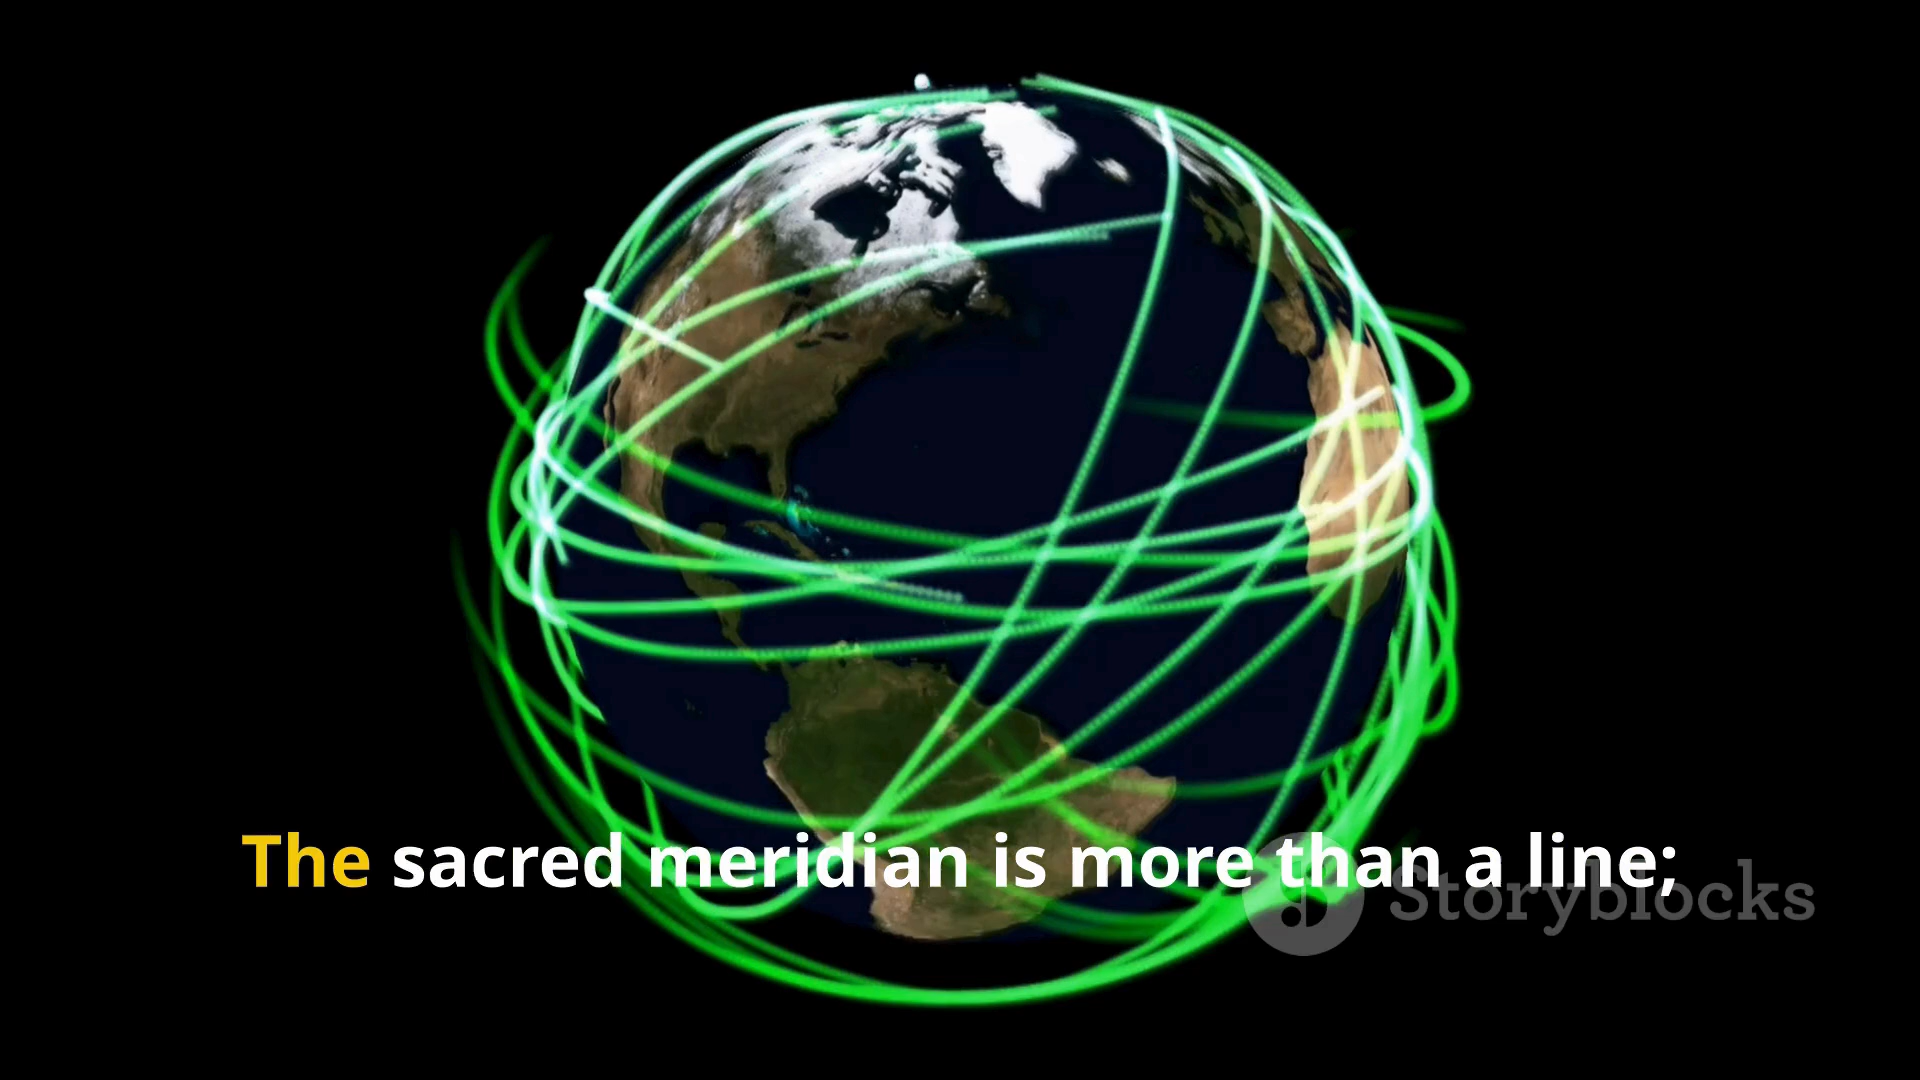 The sacred meridian is more than a line;
Storyblocks